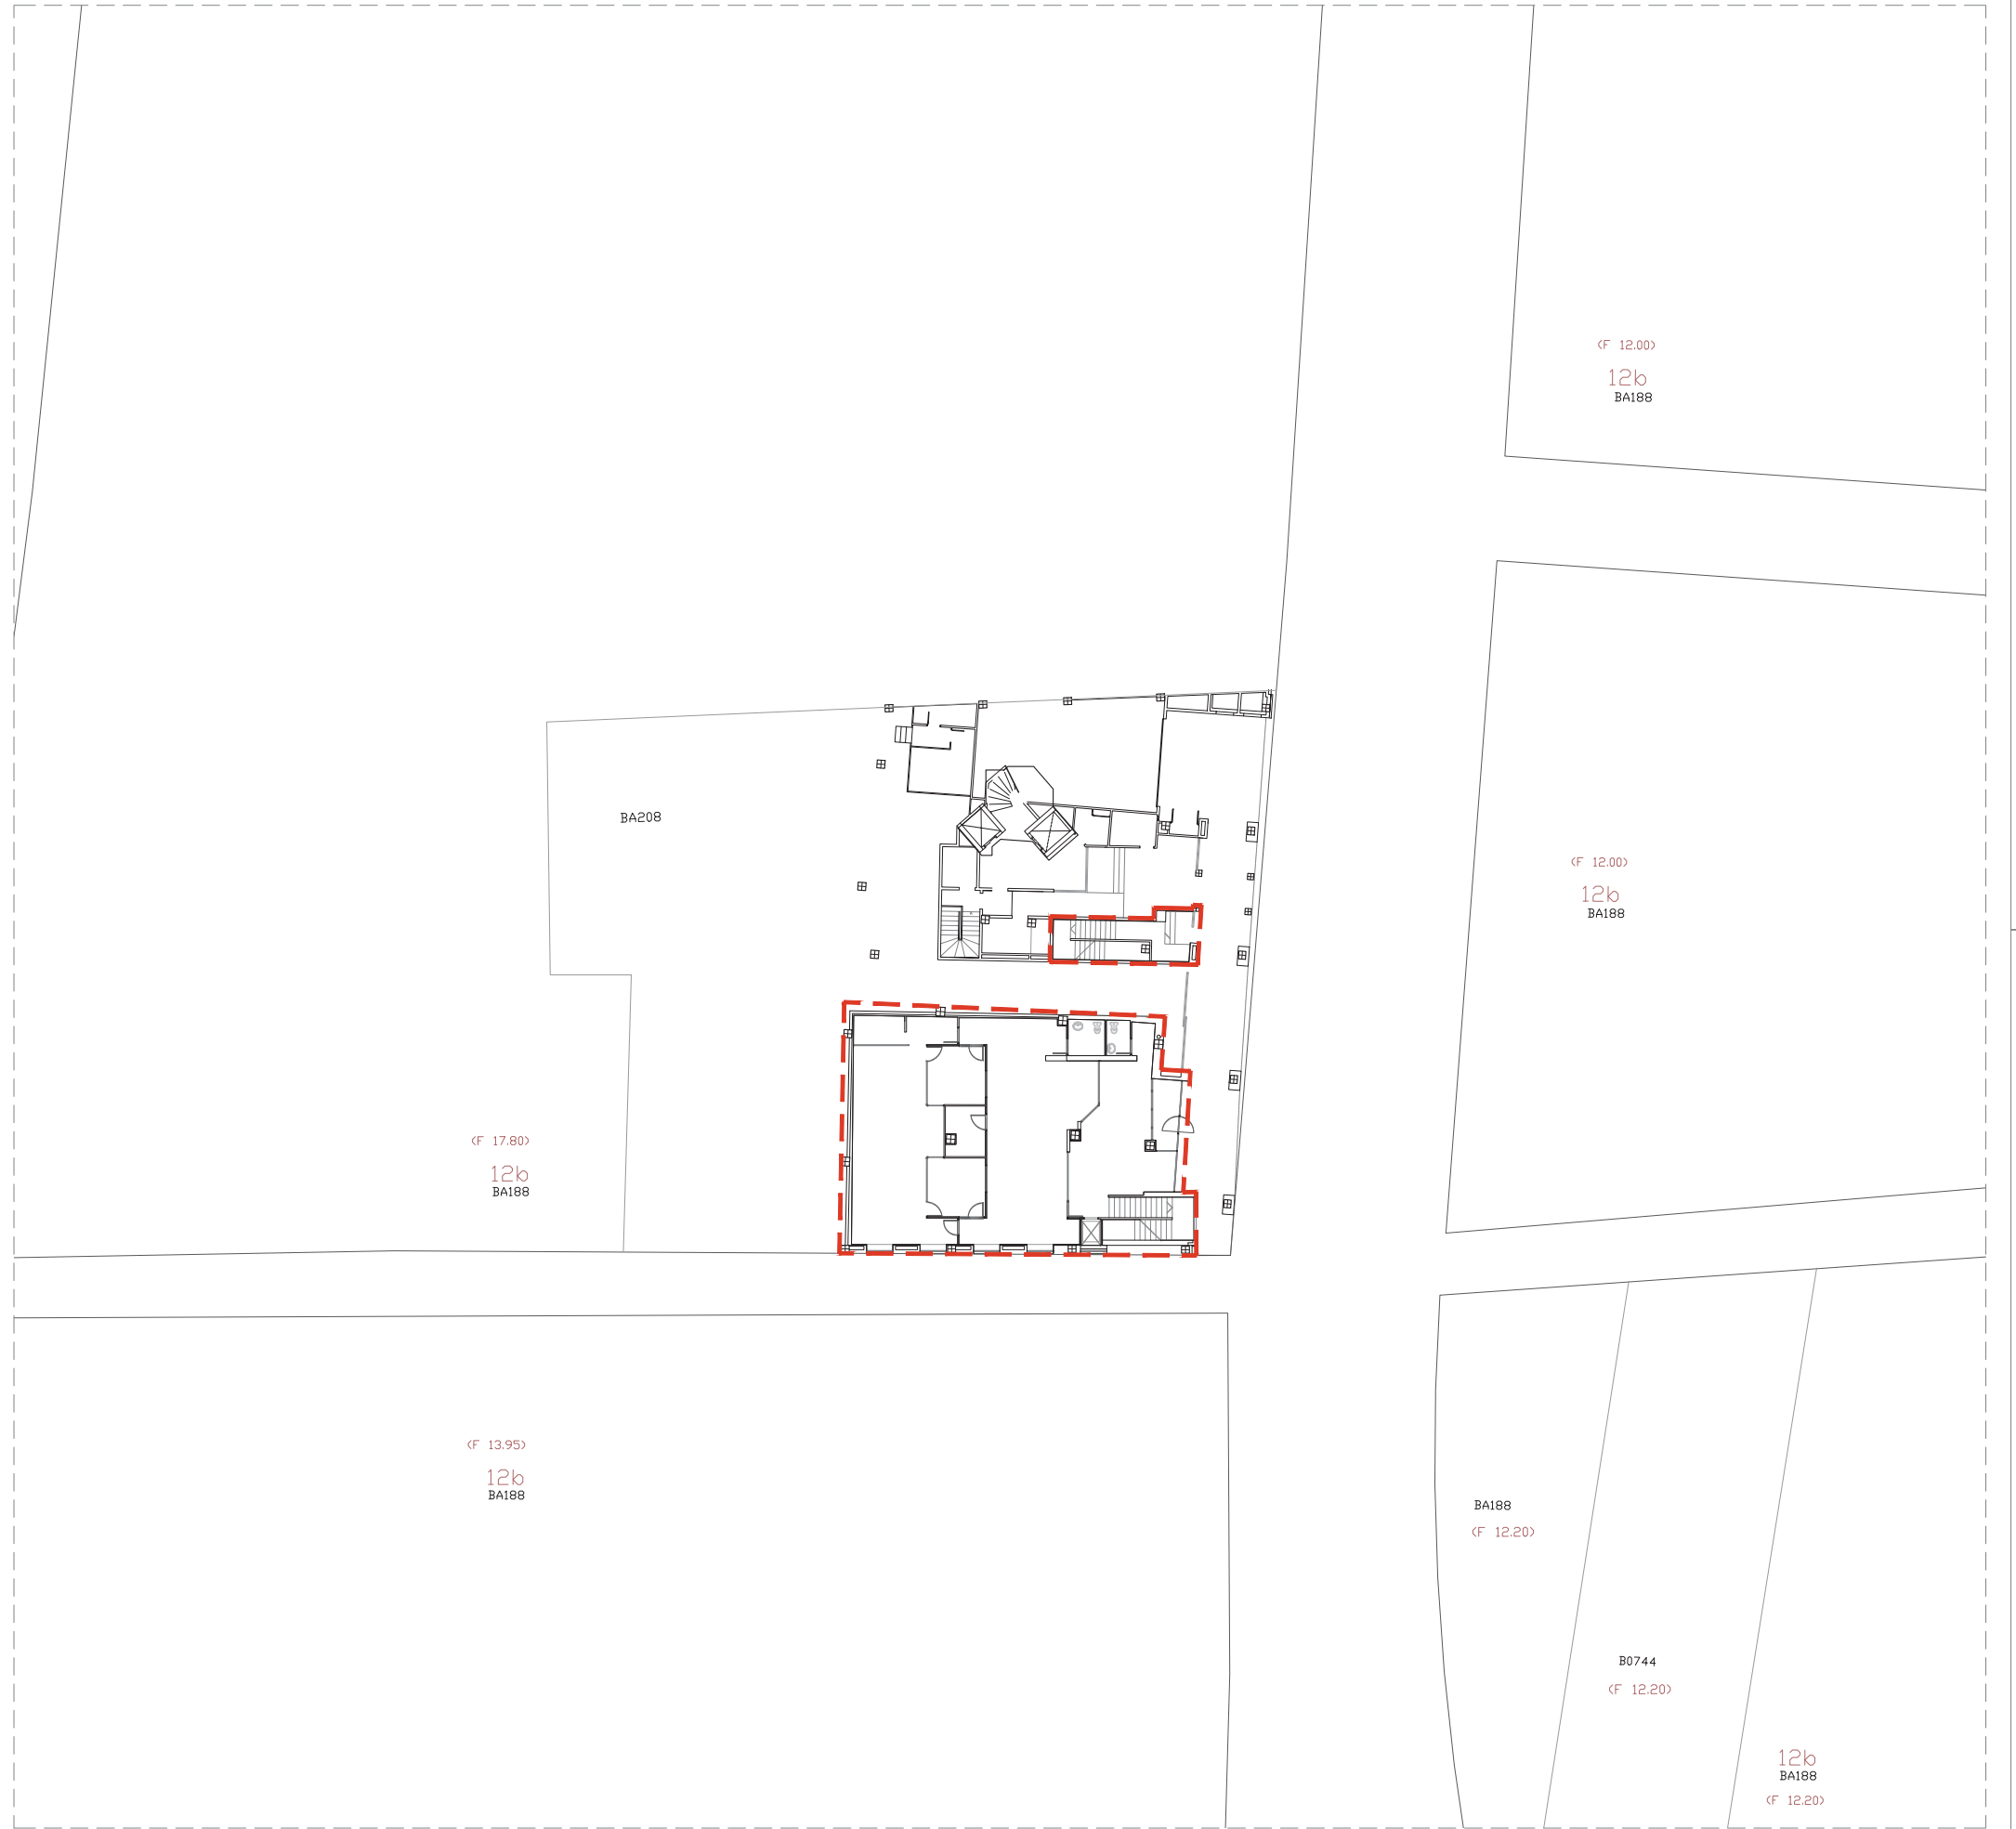 (F 12.00)
12b
BA188
BA208
(F 12.00)
12b
BA188
(F 17.80)
12b
BA188
(F 13.95)
12b
BA188
BA188
(F 12.20)
B0744
(F 12.20)
12b
BA188
(F 12.20)